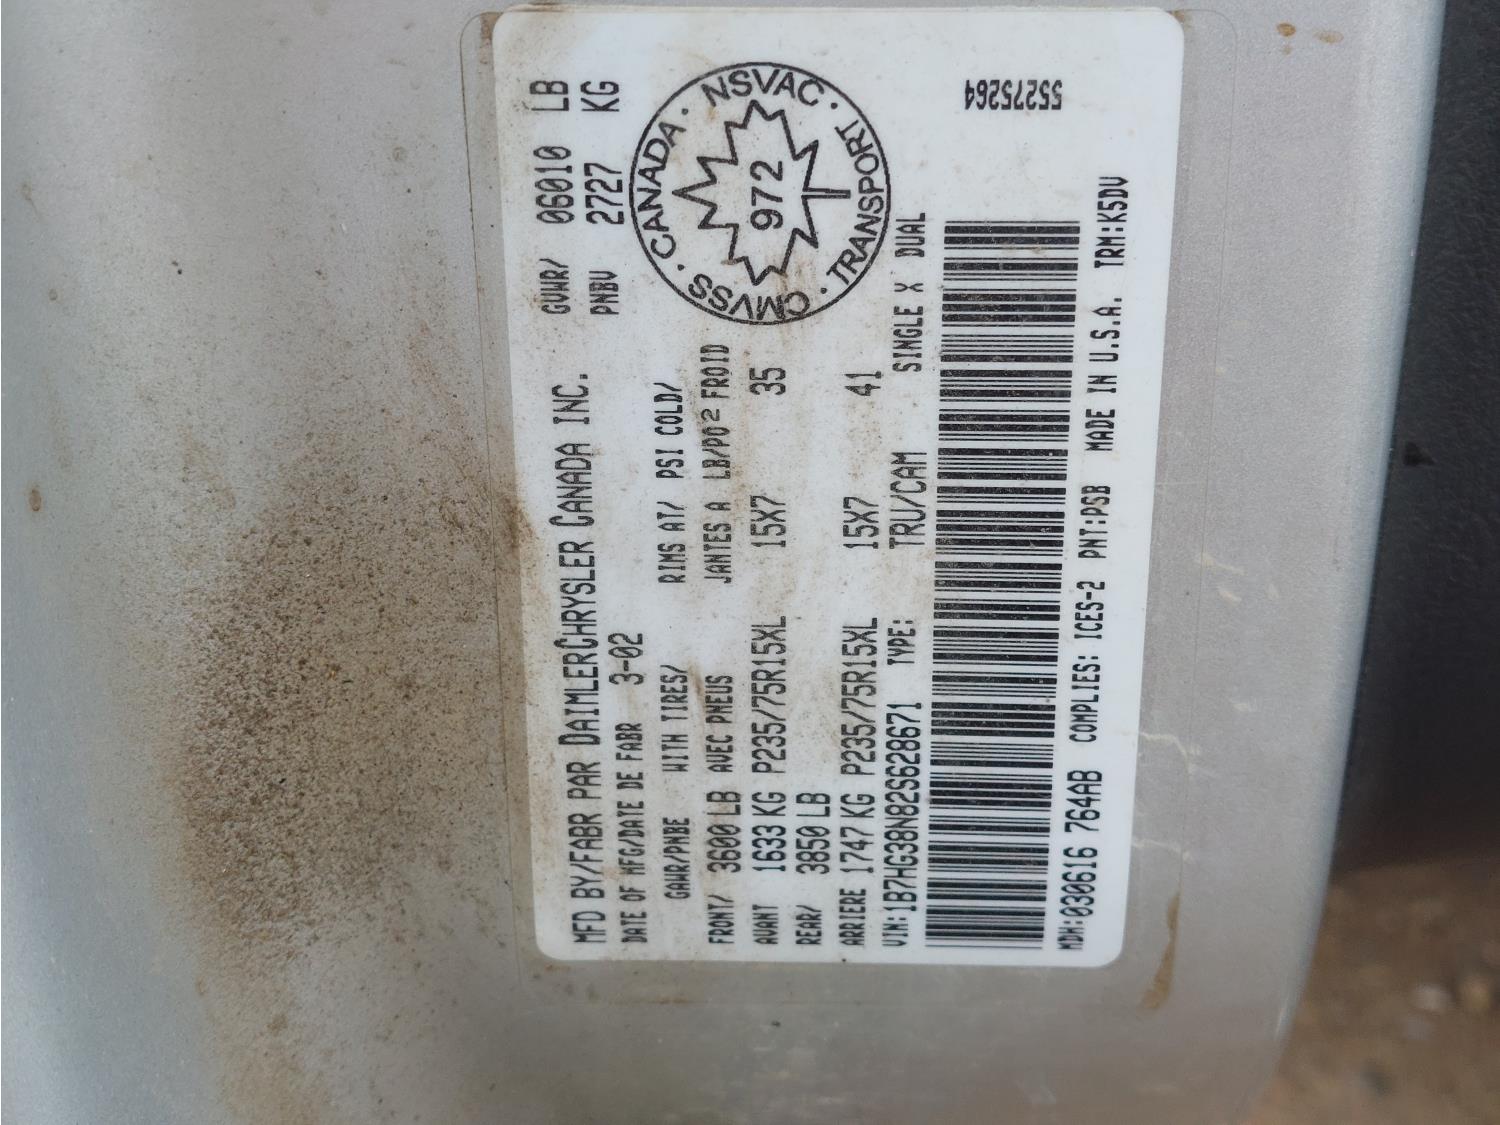 MFD BY/FABR PAR DAIMLERCHRYSLER CANADA INC. GVWR/ 06010 LB
DATE OF MFG/DATE DE FABR 3-02 PNBV 2727 KG
GAWR/PNBE WITH TIRES/ RIMS AT/ PSI COLD/
FRONT/ 3600 LB AVEC PNEUS JANTES A LB/PO² FROID
AVANT 1633 KG P235/75R15XL 15X7 35
REAR/ 3850 LB
ARRIERE 1747 KG P235/75R15XL 15X7 41
VIN:1B7HG38N82S628671 TYPE: TRU/CAM SINGLE X DUAL
MDH:030616 764AB COMPLIES: ICES-2 PNT:PSB MADE IN U.S.A. TRM:K5DV
CANADA · NSVAC · TRANSPORT · CMVSS ·
972
55275264